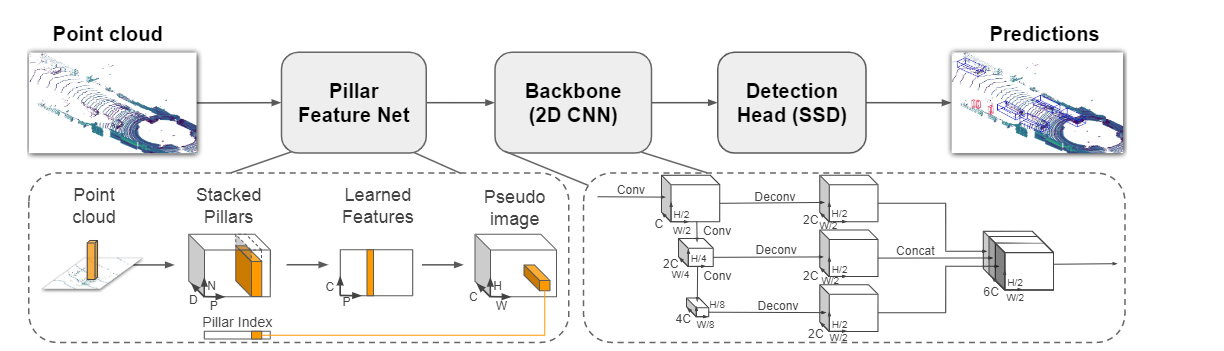 Point cloud
Predictions
Pillar
Feature Net
Backbone
(2D CNN)
Detection
Head (SSD)
Point
cloud
Stacked
Pillars
Learned
Features
Pseudo
image
D
N
P
C
P
C
H
W
Pillar Index
Conv
C
H/2
W/2
Conv
2C
H/4
W/4
Conv
4C
H/8
W/8
Deconv
Deconv
Deconv
2C
H/2
W/2
2C
H/2
W/2
2C
H/2
W/2
Concat
6C
H/2
W/2